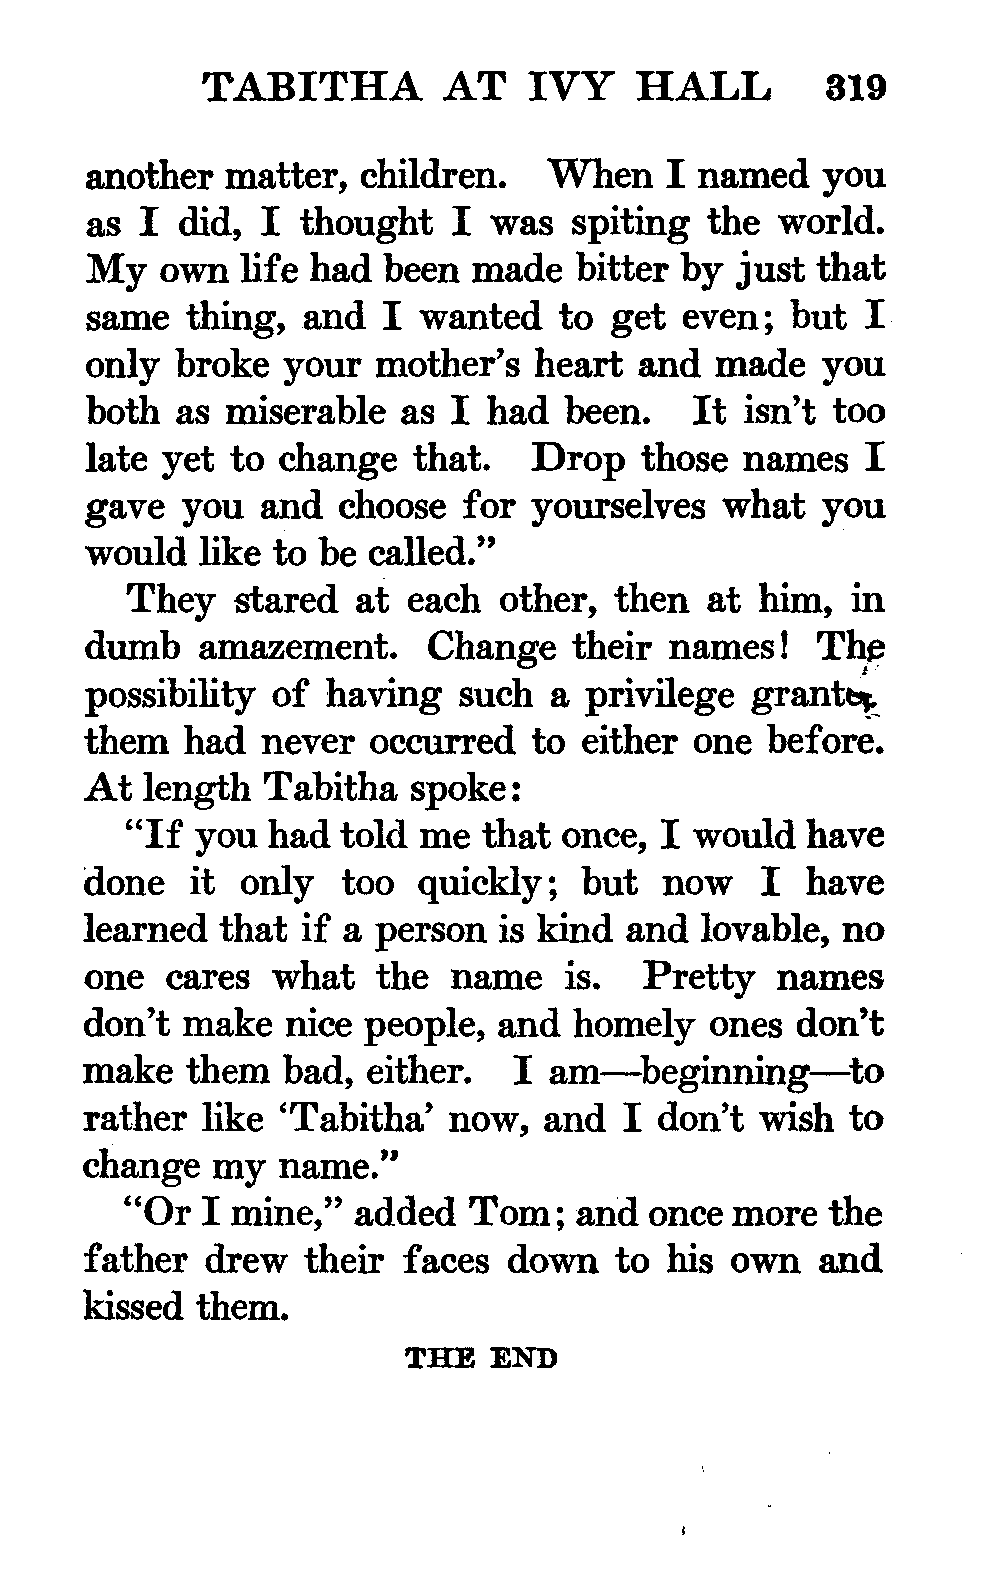 TABITHA AT IVY HALL 319
another matter, children. When I named you
as I did, I thought I was spiting the world.
My own life had been made bitter by just that
same thing, and I wanted to get even; but I
only broke your mother's heart and made you
both as miserable as I had been. It isn't too
late yet to change that. Drop those names I
gave you and choose for yourselves what you
would like to be called."
They stared at each other, then at him, in
dumb amazement. Change their names! The
possibility of having such a privilege
them had never occurred to either one before.
At length Tabitha spoke:
"If you had told me that once, I would have
done it only too quickly; but now I have
learned that if a person is kind and lovable, no
one cares what the name is. Pretty names
don't make nice people, and homely ones don't
make them bad, either. I am—beginning—to
rather like 'Tabitha' now, and I don't wish to
change my name."
"Or I mine," added Tom; and once more the
father drew their faces down to his own and
kissed them.
THE END